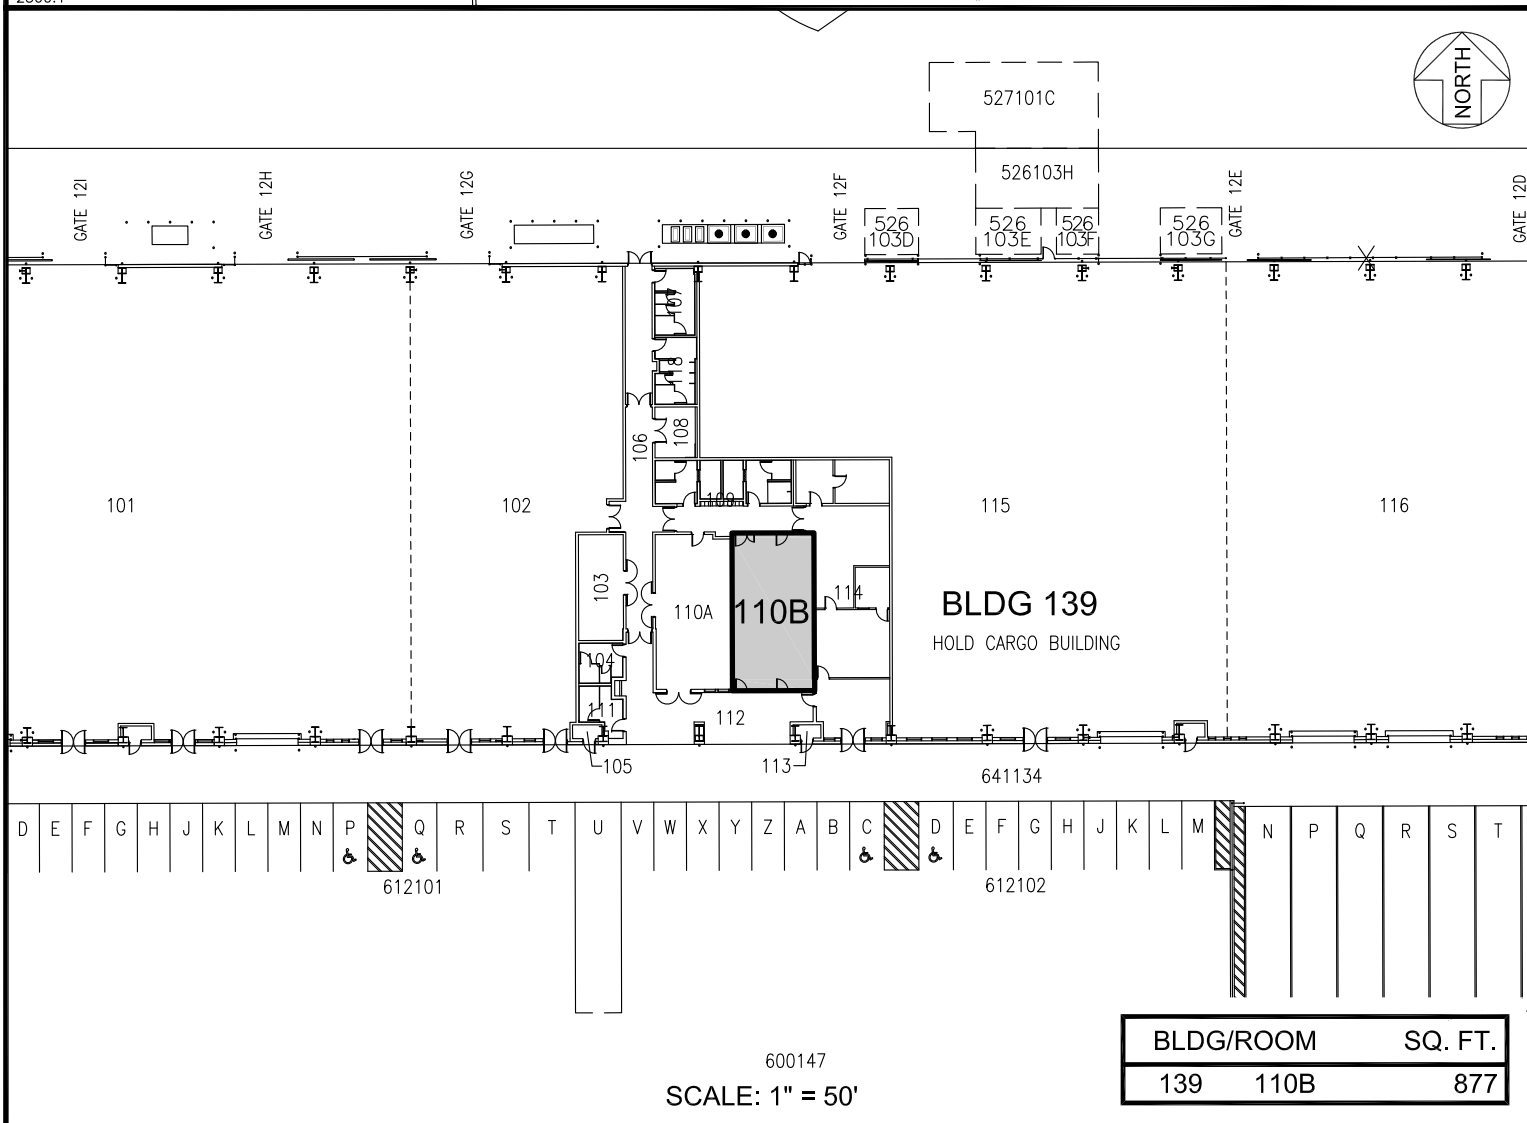 NORTH
527101C
526103H
GATE 12I
GATE 12H
GATE 12G
GATE 12F
GATE 12E
GATE 12D
526
103D
526
103E
526
103F
526
103G
107
118
108
106
109
101
102
115
116
103
110A
110B
114
BLDG 139
HOLD CARGO BUILDING
104
111
112
105
113
641134
D E F G H J K L M N P Q R S T U V W X Y Z A B C D E F G H J K L M N P Q R S T
612101
612102
600147
SCALE: 1" = 50'
BLDG/ROOM SQ. FT.
139 110B 877